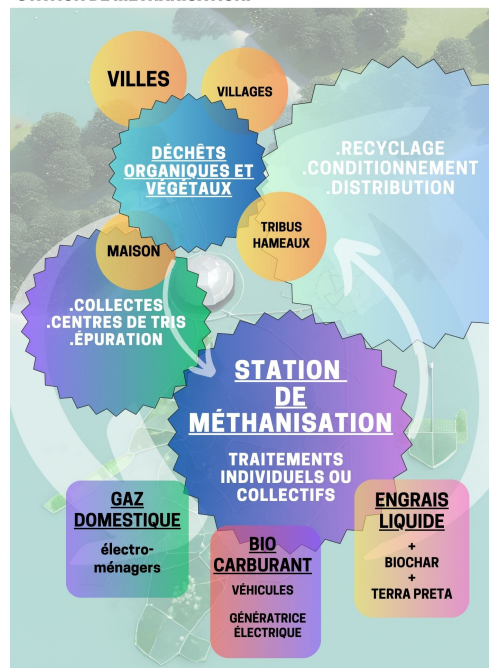 VILLES
VILLAGES
DÉCHÊTS
ORGANIQUES ET
VÉGÉTAUX
.RECYCLAGE
.CONDITIONNEMENT
.DISTRIBUTION
TRIBUS
HAMEAUX
MAISON
.COLLECTES
.CENTRES DE TRIS
.ÉPURATION
STATION
DE
MÉTHANISATION
TRAITEMENTS
INDIVIDUELS OU
COLLECTIFS
GAZ
DOMESTIQUE
électro-
ménagers
BIO
CARBURANT
VÉHICULES
GÉNÉRATRICE
ÉLECTRIQUE
ENGRAIS
LIQUIDE
+
BIOCHAR
+
TERRA PRETA